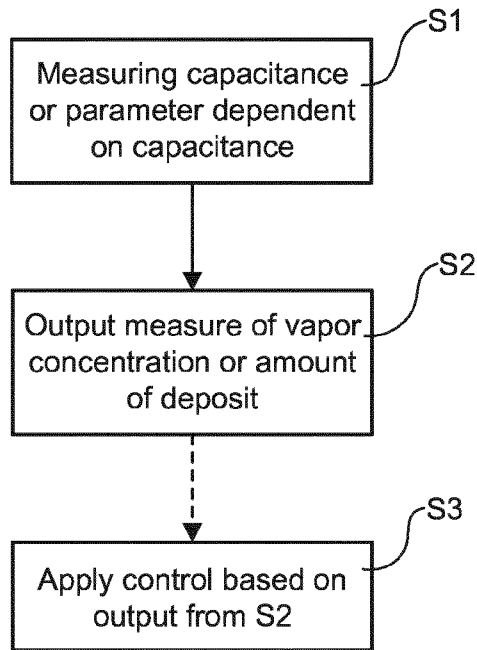 S1
Measuring capacitance
or parameter dependent
on capacitance
S2
Output measure of vapor
concentration or amount
of deposit
S3
Apply control based on
output from S2